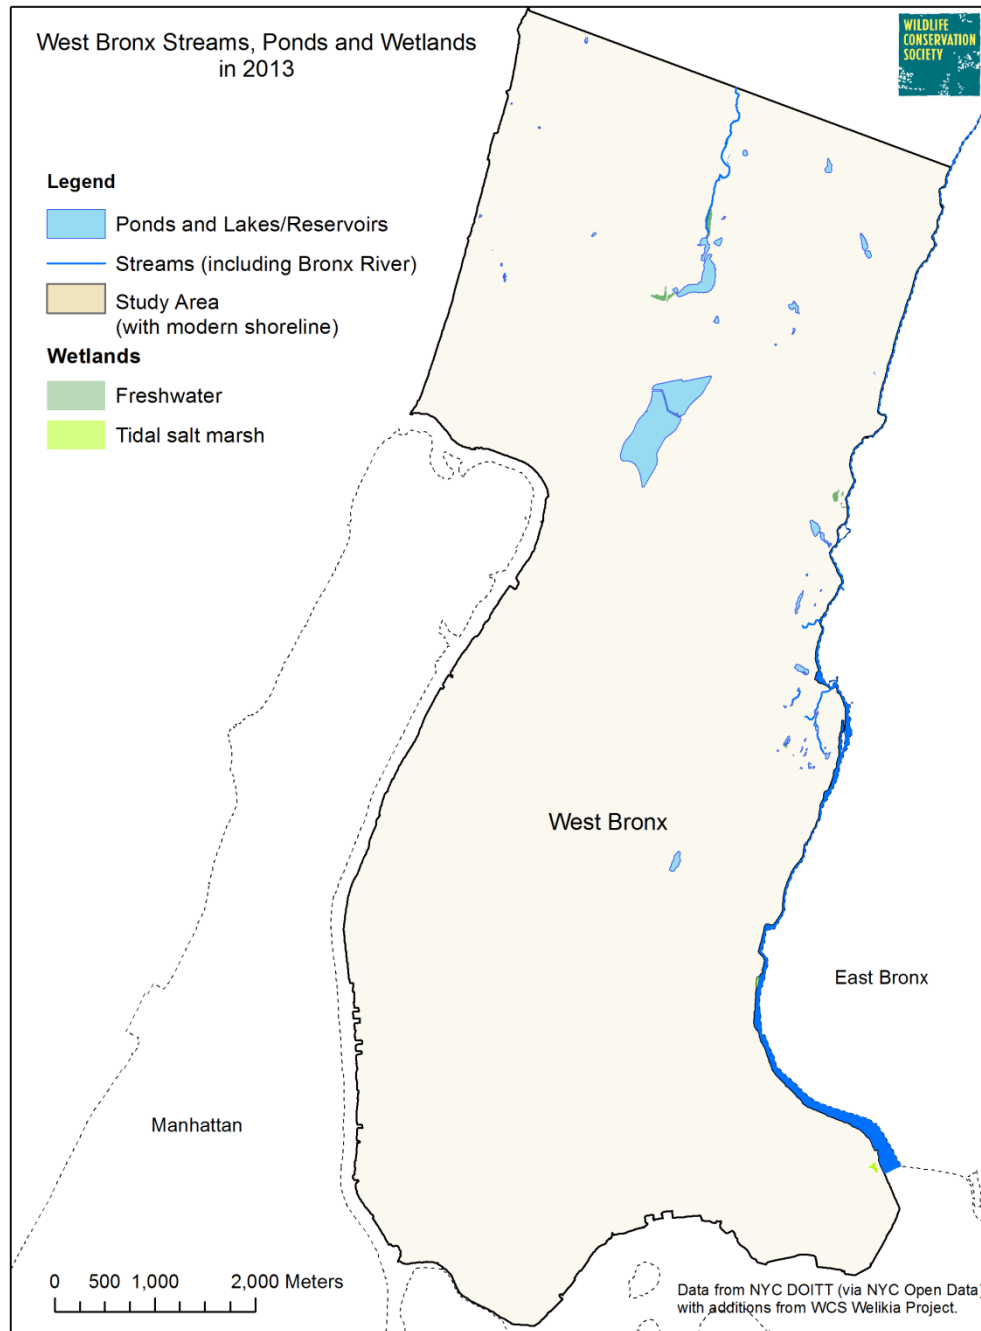 West Bronx Streams, Ponds and Wetlands
in 2013
WILDLIFE
CONSERVATION
SOCIETY
Legend
Ponds and Lakes/Reservoirs
Streams (including Bronx River)
Study Area
(with modern shoreline)
Wetlands
Freshwater
Tidal salt marsh
West Bronx
East Bronx
Manhattan
0 500 1,000 2,000 Meters
Data from NYC DOITT (via NYC Open Data)
with additions from WCS Welikia Project.